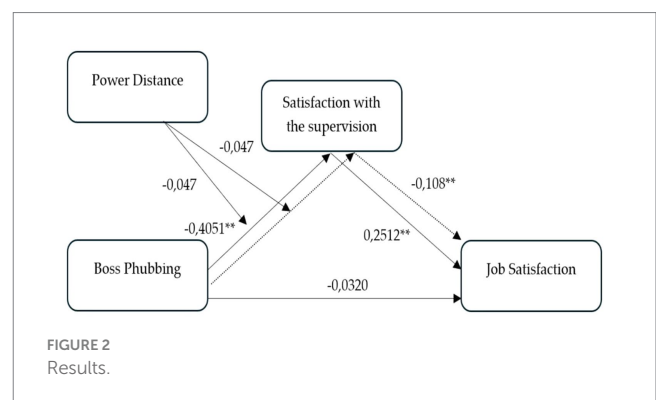 Power Distance
Satisfaction with
the supervision
-0,047
-0,047
-0,108**
-0,4051**
0,2512**
Boss Phubbing
Job Satisfaction
-0,0320
FIGURE 2
Results.